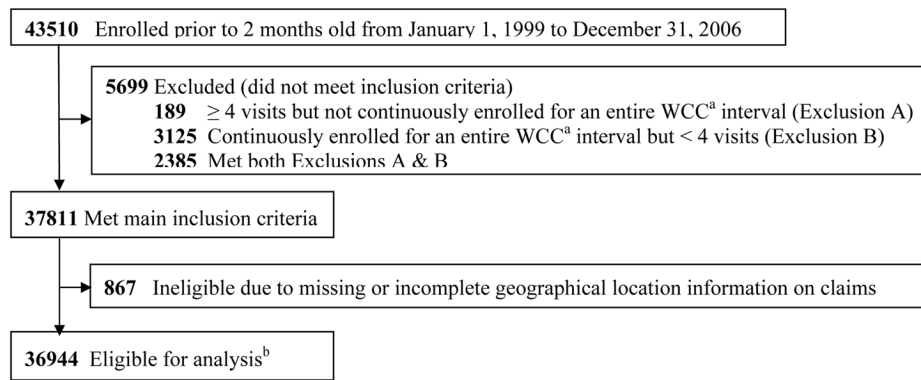 43510 Enrolled prior to 2 months old from January 1, 1999 to December 31, 2006
5699 Excluded (did not meet inclusion criteria)
189 ≥ 4 visits but not continuously enrolled for an entire WCCᵃ interval (Exclusion A)
3125 Continuously enrolled for an entire WCCᵃ interval but < 4 visits (Exclusion B)
2385 Met both Exclusions A & B
37811 Met main inclusion criteria
867 Ineligible due to missing or incomplete geographical location information on claims
36944 Eligible for analysisᵇ